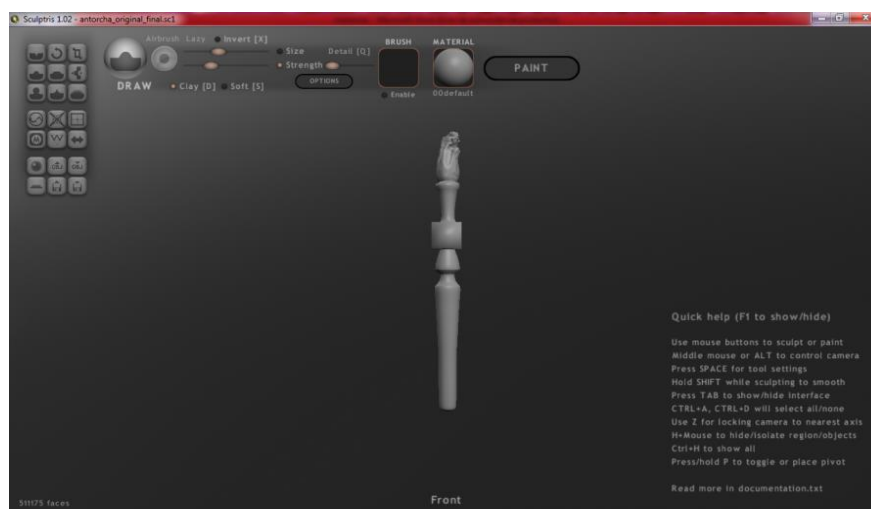 Sculptris 1.02 - antorcha_original_final.sc1
Airbrush Lazy Invert [X]
Size Detail [Q]
Strength
DRAW Clay [D] Soft [S]
OPTIONS
BRUSH
Enable
MATERIAL
00default
PAINT
OBJ OBJ
Quick help (F1 to show/hide)
Use mouse buttons to sculpt or paint
Middle mouse or ALT to control camera
Press SPACE for tool settings
Hold SHIFT while sculpting to smooth
Press TAB to show/hide interface
CTRL+A, CTRL+D will select all/none
Use Z for locking camera to nearest axis
H+Mouse to hide/isolate region/objects
Ctrl+H to show all
Press/hold P to toggle or place pivot
Read more in documentation.txt
511175 faces
Front